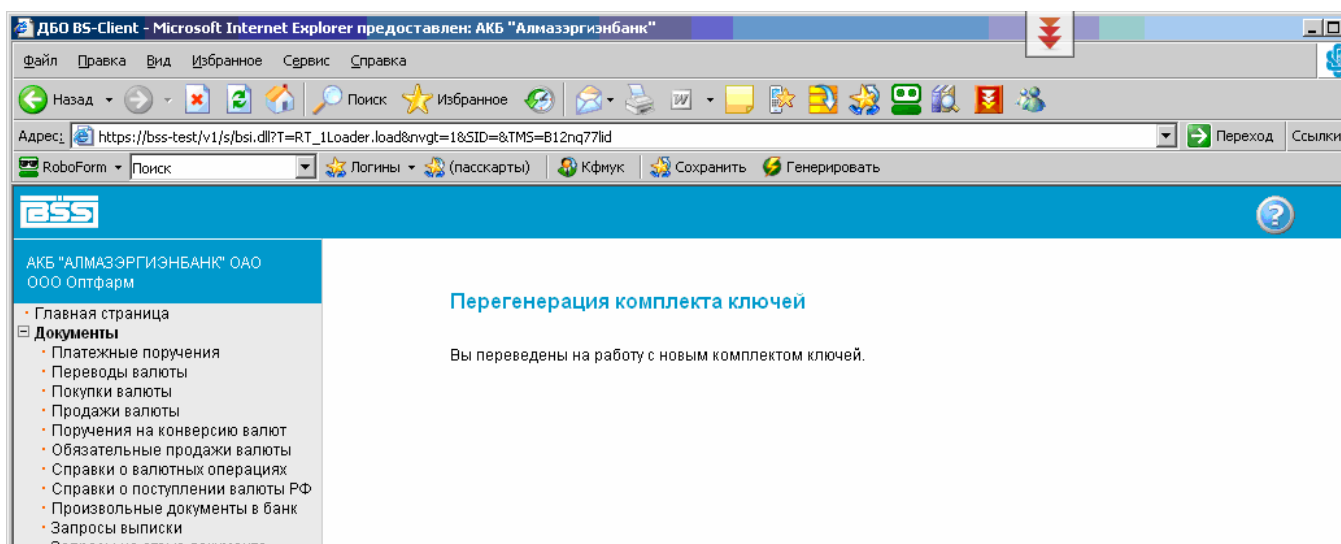 ДБО BS-Client - Microsoft Internet Explorer предоставлен: АКБ "Алмазэргиэнбанк"
Файл Правка Вид Избранное Сервис Справка
Назад Поиск Избранное
Адрес: https://bss-test/v1/s/bsi.dll?T=RT_1Loader.load&nvgt=1&SID=&TMS=B12nq77lid Переход Ссылки
RoboForm Поиск Логины (пасскарты) Кфмук Сохранить Генерировать
BSS
АКБ "АЛМАЗЭРГИЭНБАНК" ОАО
ООО Оптфарм
Перегенерация комплекта ключей
Главная страница
Документы
Платежные поручения
Вы переведены на работу с новым комплектом ключей.
Переводы валюты
Покупки валюты
Продажи валюты
Поручения на конверсию валют
Обязательные продажи валюты
Справки о валютных операциях
Справки о поступлении валюты РФ
Произвольные документы в банк
Запросы выписки